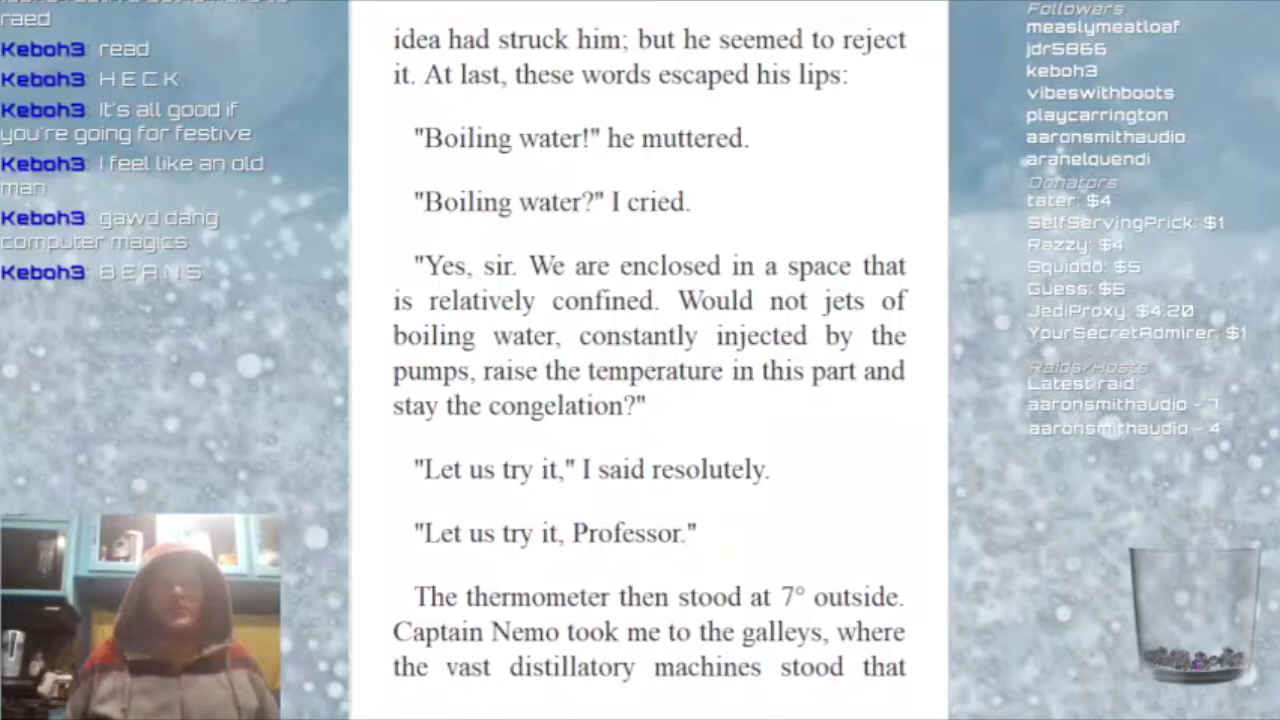 raed
Keboh3: read
Keboh3: H E C K
Keboh3: It's all good if
you're going for festive
Keboh3: I feel like an old
man
Keboh3: gawd dang
computer magics
Keboh3: B E A N S
idea had struck him; but he seemed to reject
it. At last, these words escaped his lips:
"Boiling water!" he muttered.
"Boiling water?" I cried.
"Yes, sir. We are enclosed in a space that
is relatively confined. Would not jets of
boiling water, constantly injected by the
pumps, raise the temperature in this part and
stay the congelation?"
"Let us try it," I said resolutely.
"Let us try it, Professor."
The thermometer then stood at 7° outside.
Captain Nemo took me to the galleys, where
the vast distillatory machines stood that
Followers
measlymeatloaf
jdr5866
keboh3
vibeswithboots
playcarrington
aaronsmithaudio
aranelquendi
Donators
tater: $4
SelfServingPrick: $1
Razzy: $4
Squidoo: $5
Guess: $5
JediProxy: $4.20
YourSecretAdmirer: $1
Raids/Hosts
Latest raid:
aaronsmithaudio - 7
aaronsmithaudio - 4